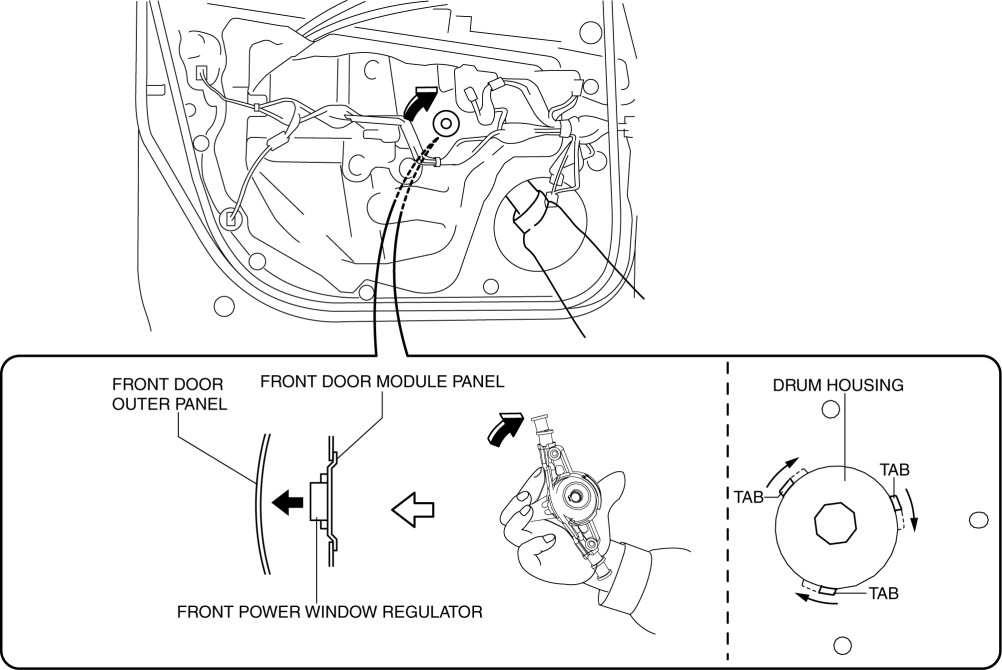 FRONT DOOR
OUTER PANEL
FRONT DOOR MODULE PANEL
FRONT POWER WINDOW REGULATOR
DRUM HOUSING
TAB
TAB
TAB